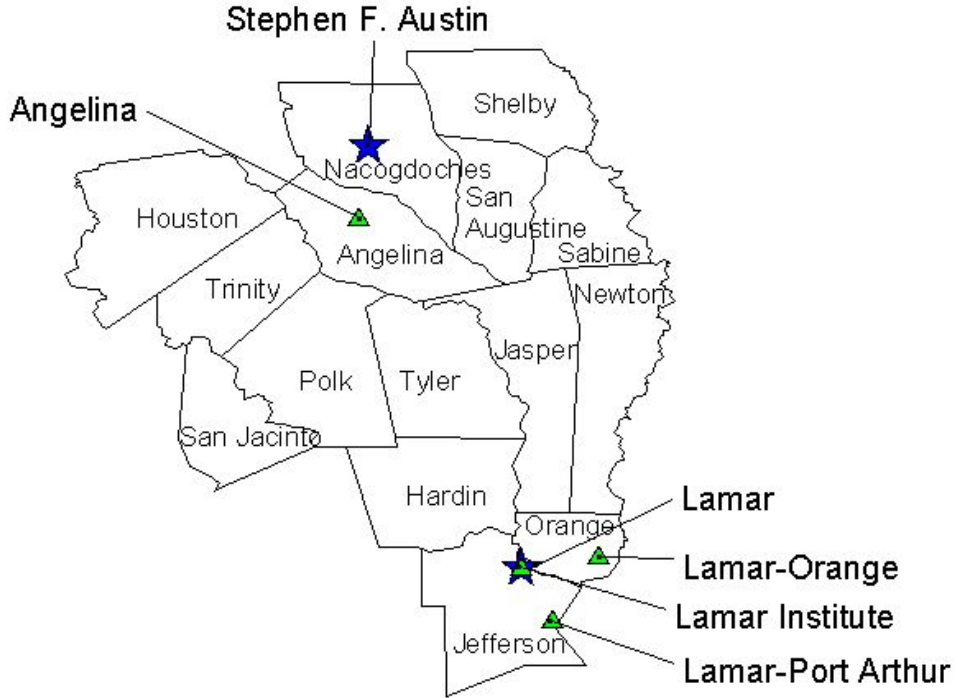 Stephen F. Austin
Shelby
Angelina
Nacogdoches
San
Augustine
Houston
Angelina
Sabine
Trinity
Newton
Jasper
Polk
Tyler
San Jacinto
Hardin
Lamar
Orange
Lamar-Orange
Lamar Institute
Jefferson
Lamar-Port Arthur